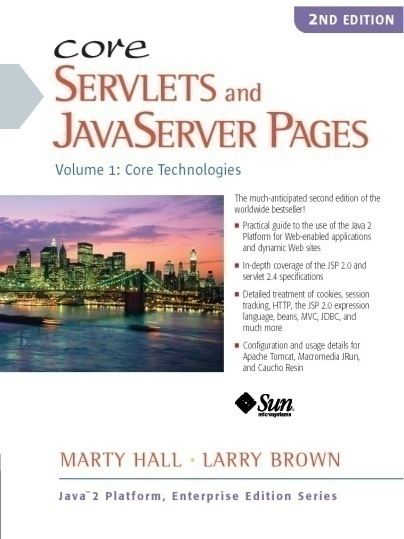 2ND EDITION
core
SERVLETS and
JAVASERVER PAGES
Volume 1: Core Technologies
The much-anticipated second edition of the
worldwide bestseller!
■ Practical guide to the use of the Java 2
Platform for Web-enabled applications
and dynamic Web sites
■ In-depth coverage of the JSP 2.0 and
servlet 2.4 specifications
■ Detailed treatment of cookies, session
tracking, HTTP, the JSP 2.0 expression
language, beans, MVC, JDBC, and
much more
■ Configuration and usage details for
Apache Tomcat, Macromedia JRun,
and Caucho Resin
Sun
microsystems
MARTY HALL • LARRY BROWN
Java™ 2 Platform, Enterprise Edition Series